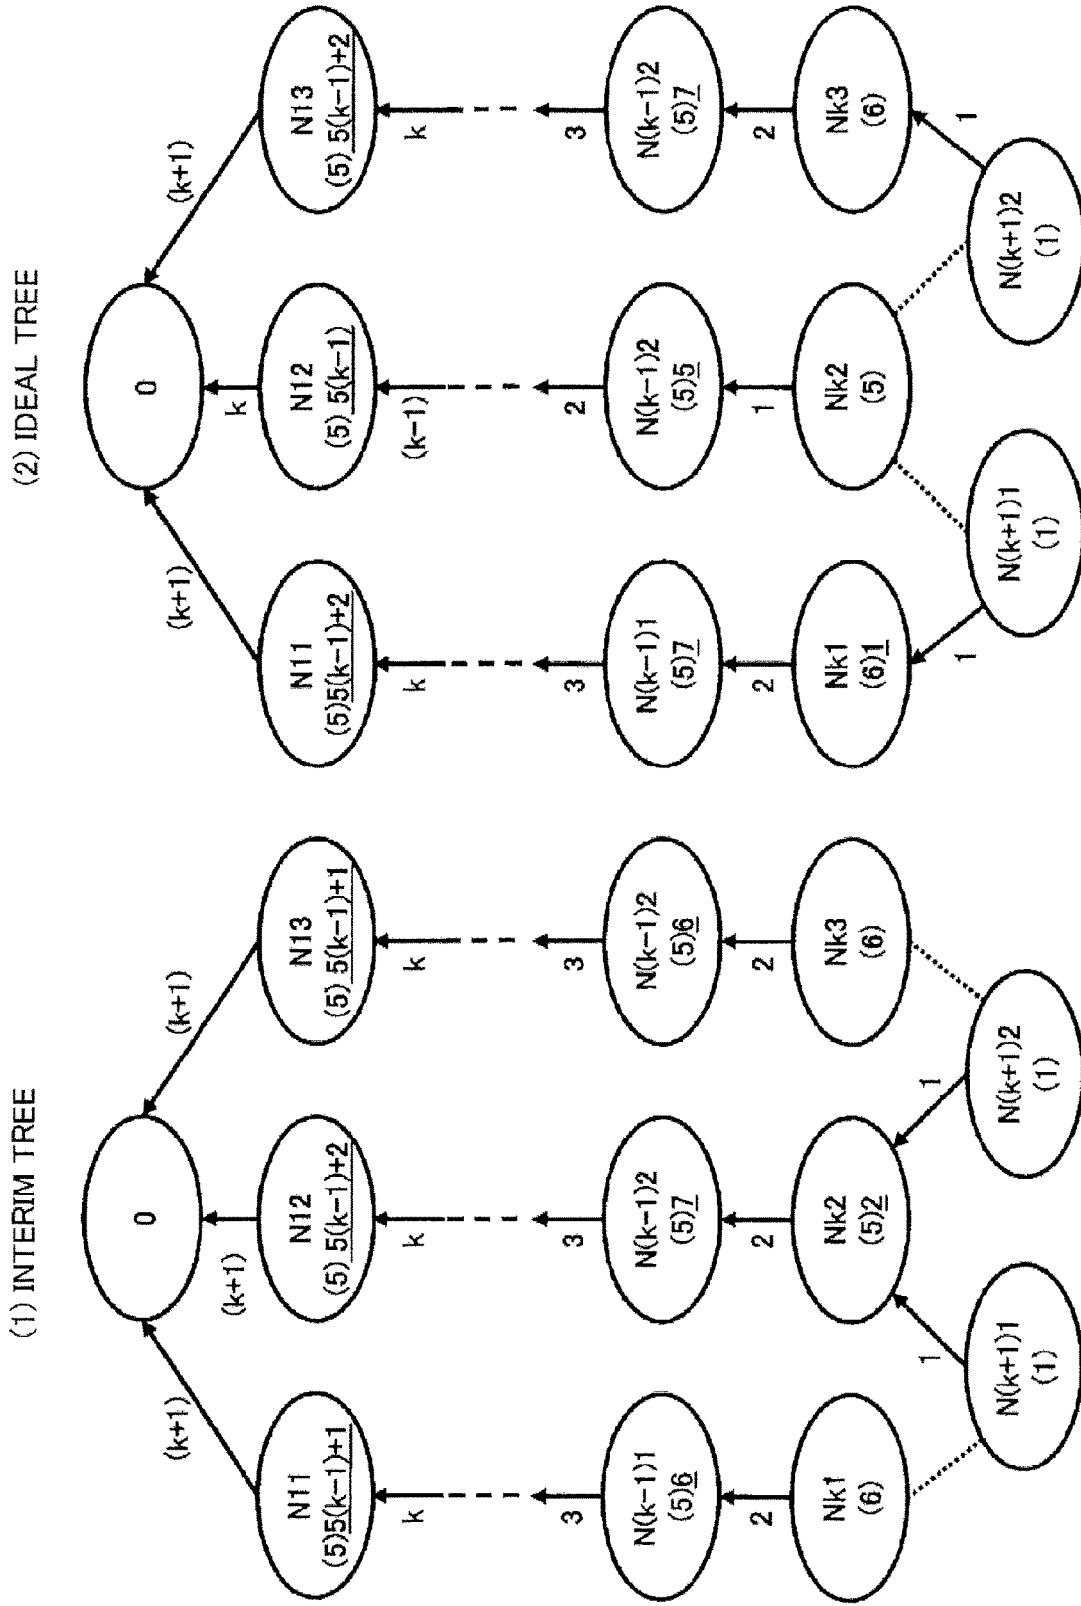 (1) INTERIM TREE
0
(k+1)
(k+1)
(k+1)
N11
(5)5(k-1)+1
N12
(5) 5(k-1)+2
N13
(5) 5(k-1)+1
k
k
k
3
3
3
N(k-1)1
(5)6
N(k-1)2
(5)7
N(k-1)2
(5)6
2
2
2
Nk1
(6)
Nk2
(5)2
Nk3
(6)
1
1
N(k+1)1
(1)
N(k+1)2
(1)
(2) IDEAL TREE
0
(k+1)
k
(k+1)
N11
(5)5(k-1)+2
N12
(5) 5(k-1)
N13
(5) 5(k-1)+2
k
(k-1)
k
3
2
3
N(k-1)1
(5)7
N(k-1)2
(5)5
N(k-1)2
(5)7
2
1
2
Nk1
(6)1
Nk2
(5)
Nk3
(6)
1
1
N(k+1)1
(1)
N(k+1)2
(1)